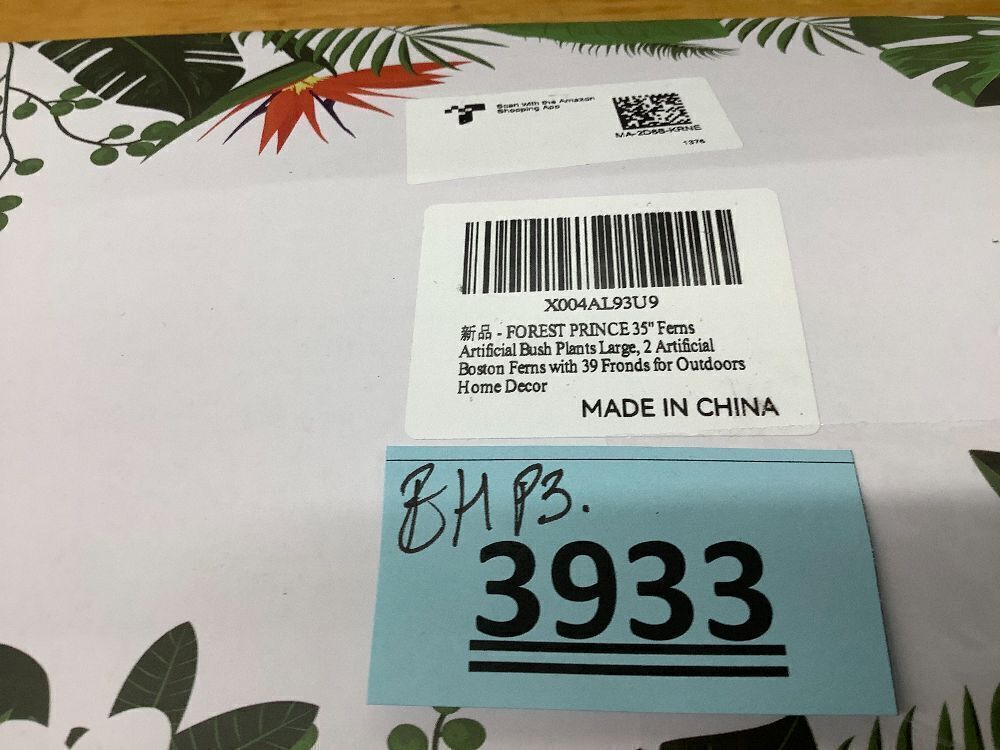 Scan with the Amazon
Shopping App
MA-2D6B-KRNE
1376
X004AL93U9
新品 - FOREST PRINCE 35" Ferns
Artificial Bush Plants Large, 2 Artificial
Boston Ferns with 39 Fronds for Outdoors
Home Decor
MADE IN CHINA
BH P3.
3933